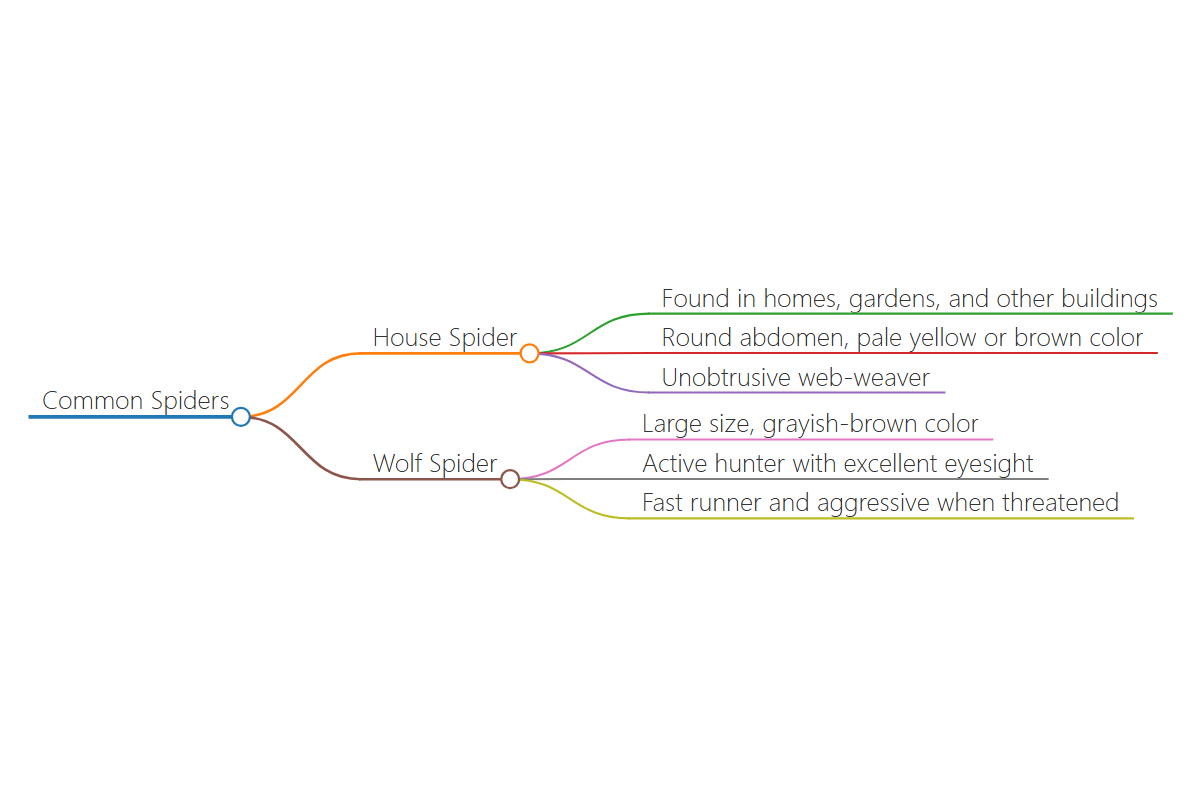 Common Spiders
House Spider
Found in homes, gardens, and other buildings
Round abdomen, pale yellow or brown color
Unobtrusive web-weaver
Wolf Spider
Large size, grayish-brown color
Active hunter with excellent eyesight
Fast runner and aggressive when threatened